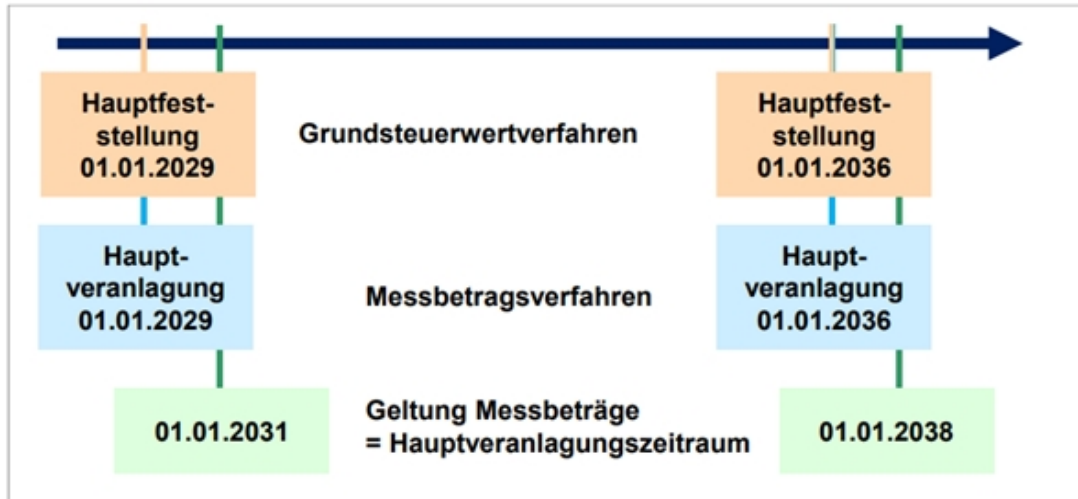 Hauptfest-
stellung
01.01.2029
Grundsteuerwertverfahren
Hauptfest-
stellung
01.01.2036
Haupt-
veranlagung
01.01.2029
Messbetragsverfahren
Haupt-
veranlagung
01.01.2036
01.01.2031
Geltung Messbeträge
= Hauptveranlagungszeitraum
01.01.2038